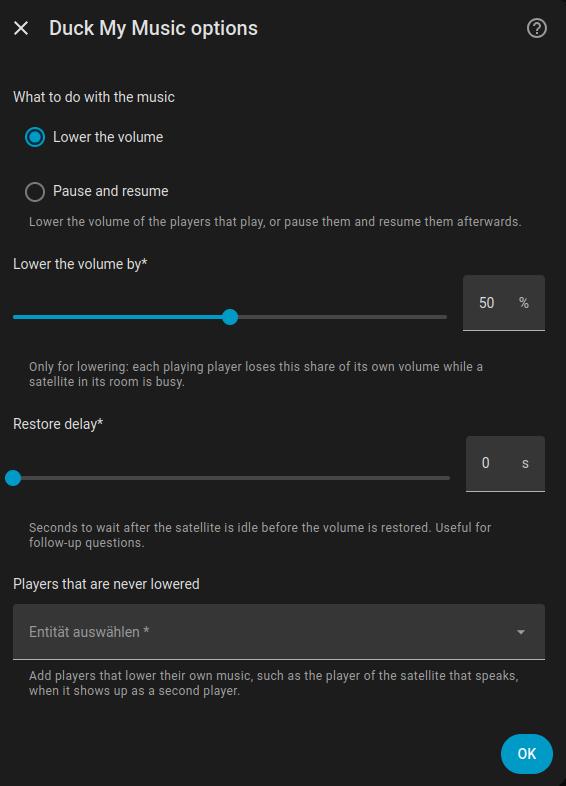 Duck My Music options
What to do with the music
Lower the volume
Pause and resume
Lower the volume of the players that play, or pause them and resume them afterwards.
Lower the volume by*
50 %
Only for lowering: each playing player loses this share of its own volume while a
satellite in its room is busy.
Restore delay*
0 s
Seconds to wait after the satellite is idle before the volume is restored. Useful for
follow-up questions.
Players that are never lowered
Entität auswählen *
Add players that lower their own music, such as the player of the satellite that speaks,
when it shows up as a second player.
OK